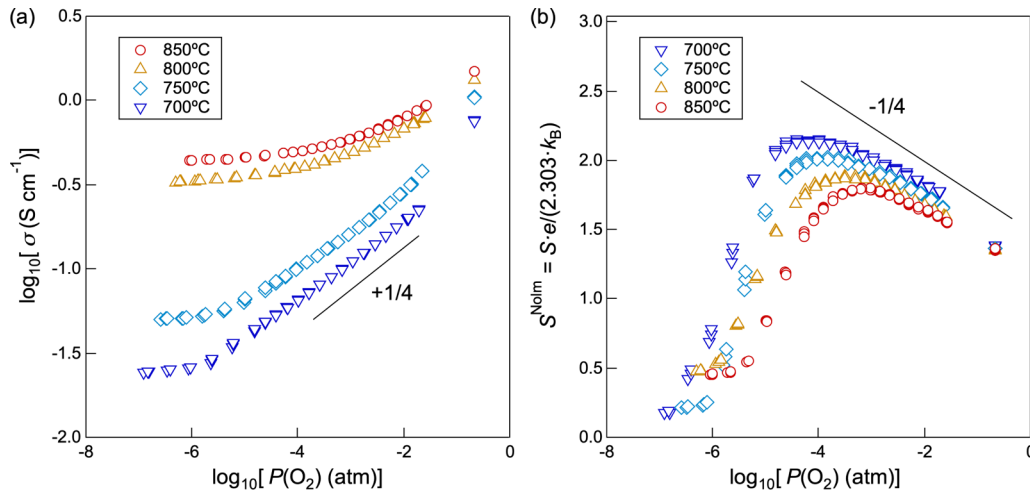 (a)
0.5
0.0
-0.5
-1.0
-1.5
-2.0
log10[ σ (S cm-1)]
850ºC
800ºC
750ºC
700ºC
+1/4
-8
-6
-4
-2
0
log10[ P(O2) (atm)]
(b)
3.0
2.5
2.0
1.5
1.0
0.5
0.0
S^Nolm = S·e/(2.303·kB)
700ºC
750ºC
800ºC
850ºC
-1/4
-8
-6
-4
-2
0
log10[ P(O2) (atm)]